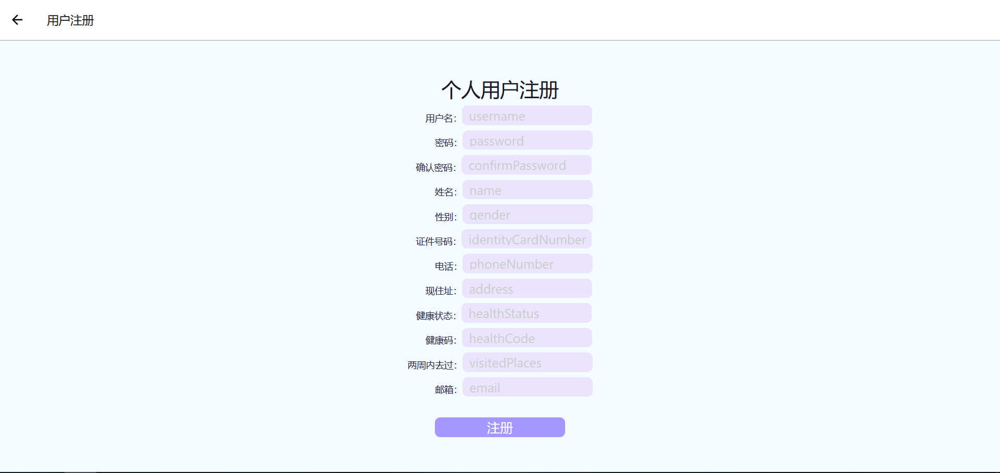 用户注册
个人用户注册
用户名： username
密码： password
确认密码： confirmPassword
姓名： name
性别： gender
证件号码： identityCardNumber
电话： phoneNumber
现住址： address
健康状态： healthStatus
健康码： healthCode
两周内去过： visitedPlaces
邮箱： email
注册